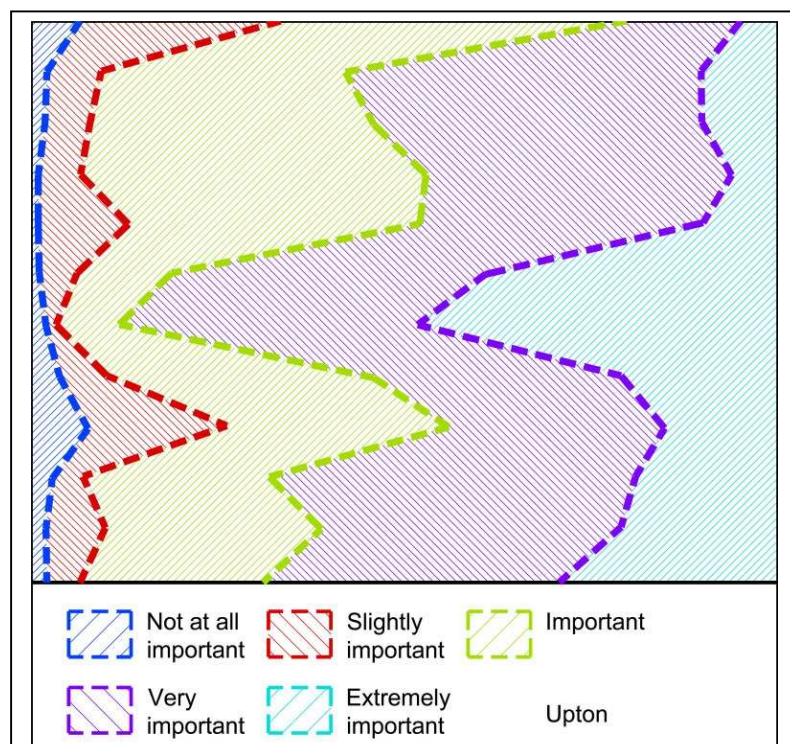 Not at all
important
Slightly
important
Important
Very
important
Extremely
important
Upton